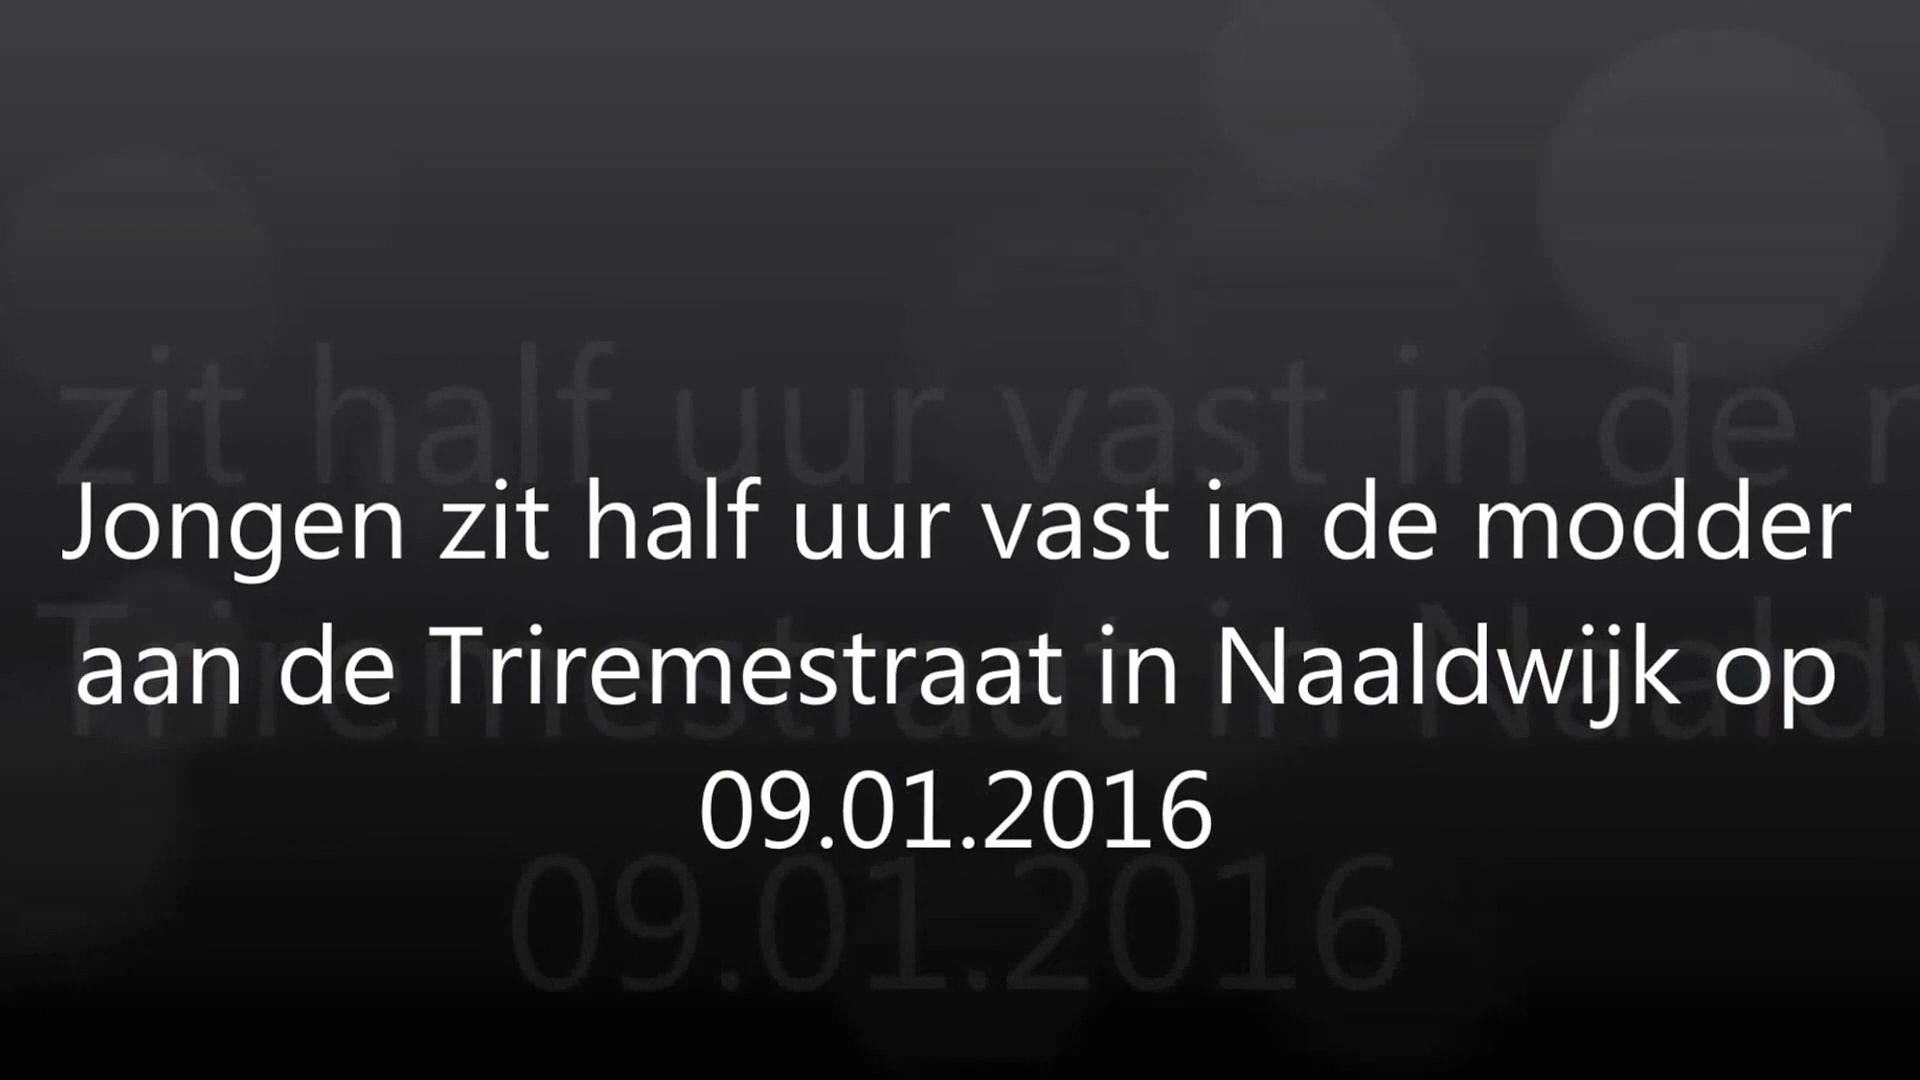 Jongen zit half uur vast in de modder
aan de Triremestraat in Naaldwijk op
09.01.2016